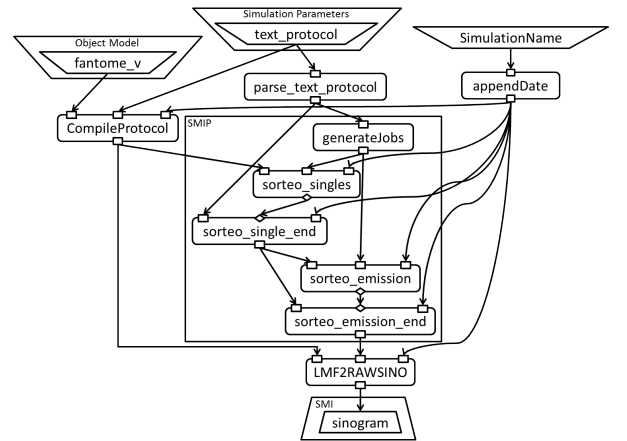 Simulation Parameters
text_protocol
Object Model
fantome_v
SimulationName
parse_text_protocol
appendDate
CompileProtocol
SMIP
generateJobs
sorteo_singles
sorteo_single_end
sorteo_emission
sorteo_emission_end
LMF2RAWSINO
SMI
sinogram